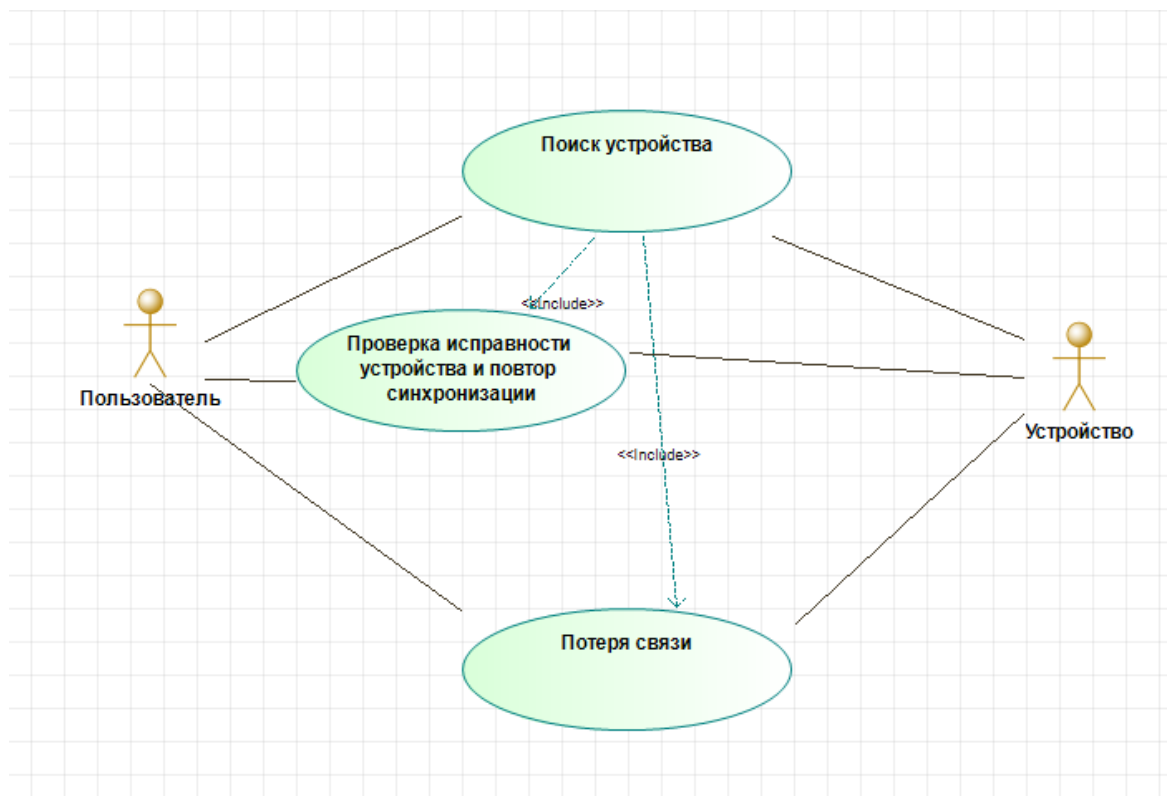 Поиск устройства
<<Include>>
Проверка исправности
устройства и повтор
синхронизации
Пользователь
Устройство
<<Include>>
Потеря связи